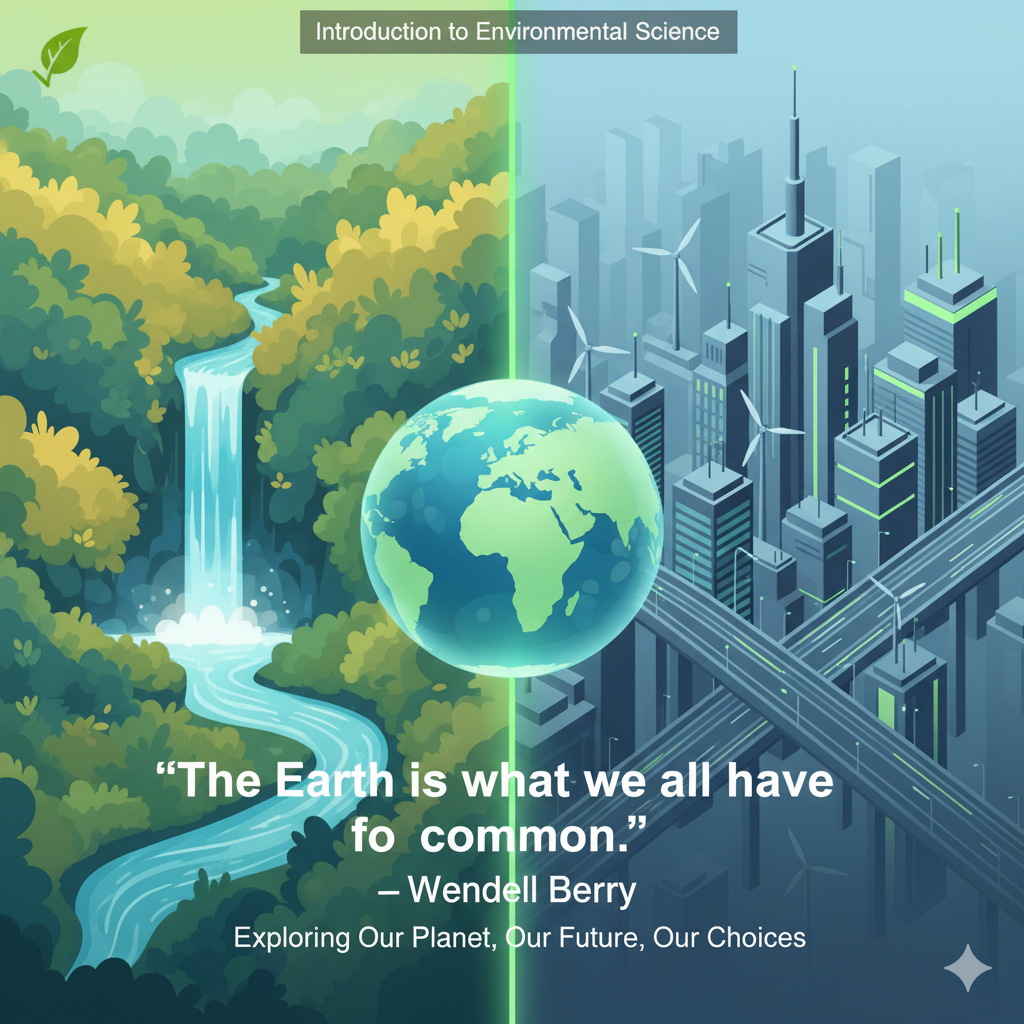 Introduction to Environmental Science
“The Earth is what we all have
fo common.”
– Wendell Berry
Exploring Our Planet, Our Future, Our Choices